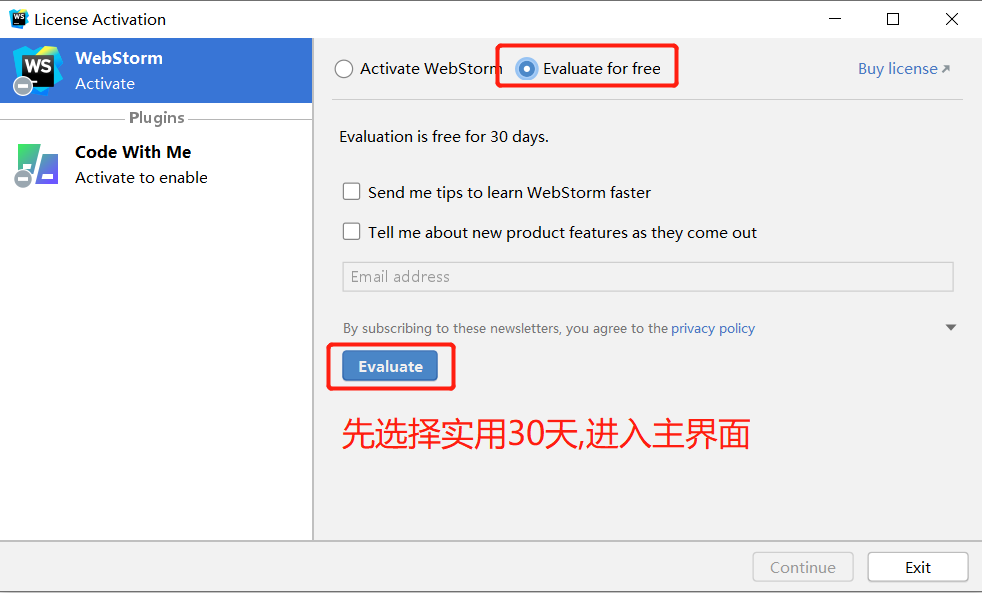 License Activation
WS
WebStorm
Activate
Plugins
Code With Me
Activate to enable
Activate WebStorm
Evaluate for free
Buy license
Evaluation is free for 30 days.
Send me tips to learn WebStorm faster
Tell me about new product features as they come out
Email address
By subscribing to these newsletters, you agree to the privacy policy
Evaluate
先选择实用30天,进入主界面
Continue
Exit